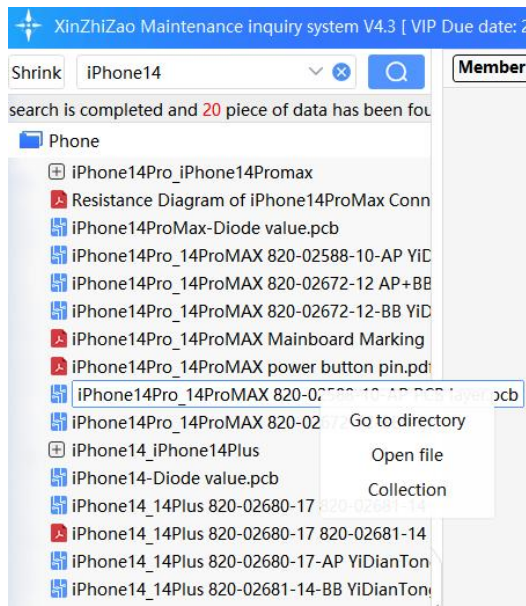 XinZhiZao Maintenance inquiry system V4.3 [ VIP Due date: 2
Shrink iPhone14 Member
search is completed and 20 piece of data has been fou
Phone
iPhone14Pro_iPhone14Promax
Resistance Diagram of iPhone14ProMax Conn
iPhone14ProMax-Diode value.pcb
iPhone14Pro_14ProMAX 820-02588-10-AP YiD
iPhone14Pro_14ProMAX 820-02672-12 AP+BB
iPhone14Pro_14ProMAX 820-02672-12-BB YiD
iPhone14Pro_14ProMAX Mainboard Marking
iPhone14Pro_14ProMAX power button pin.pdf
iPhone14Pro_14ProMAX 820-02588-10-AP PCB layer.pcb
iPhone14Pro_14ProMAX 820-02672
Go to directory
iPhone14_iPhone14Plus
Open file
iPhone14-Diode value.pcb
Collection
iPhone14_14Plus 820-02680-17 820-02681-14
iPhone14_14Plus 820-02680-17 820-02681-14
iPhone14_14Plus 820-02680-17-AP YiDianTon
iPhone14_14Plus 820-02681-14-BB YiDianTong